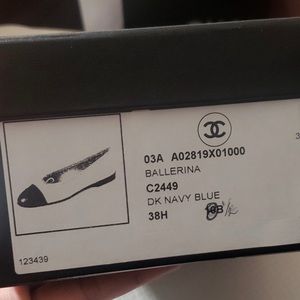 03A A02819X01000
BALLERINA
C2449
DK NAVY BLUE
38H
123439